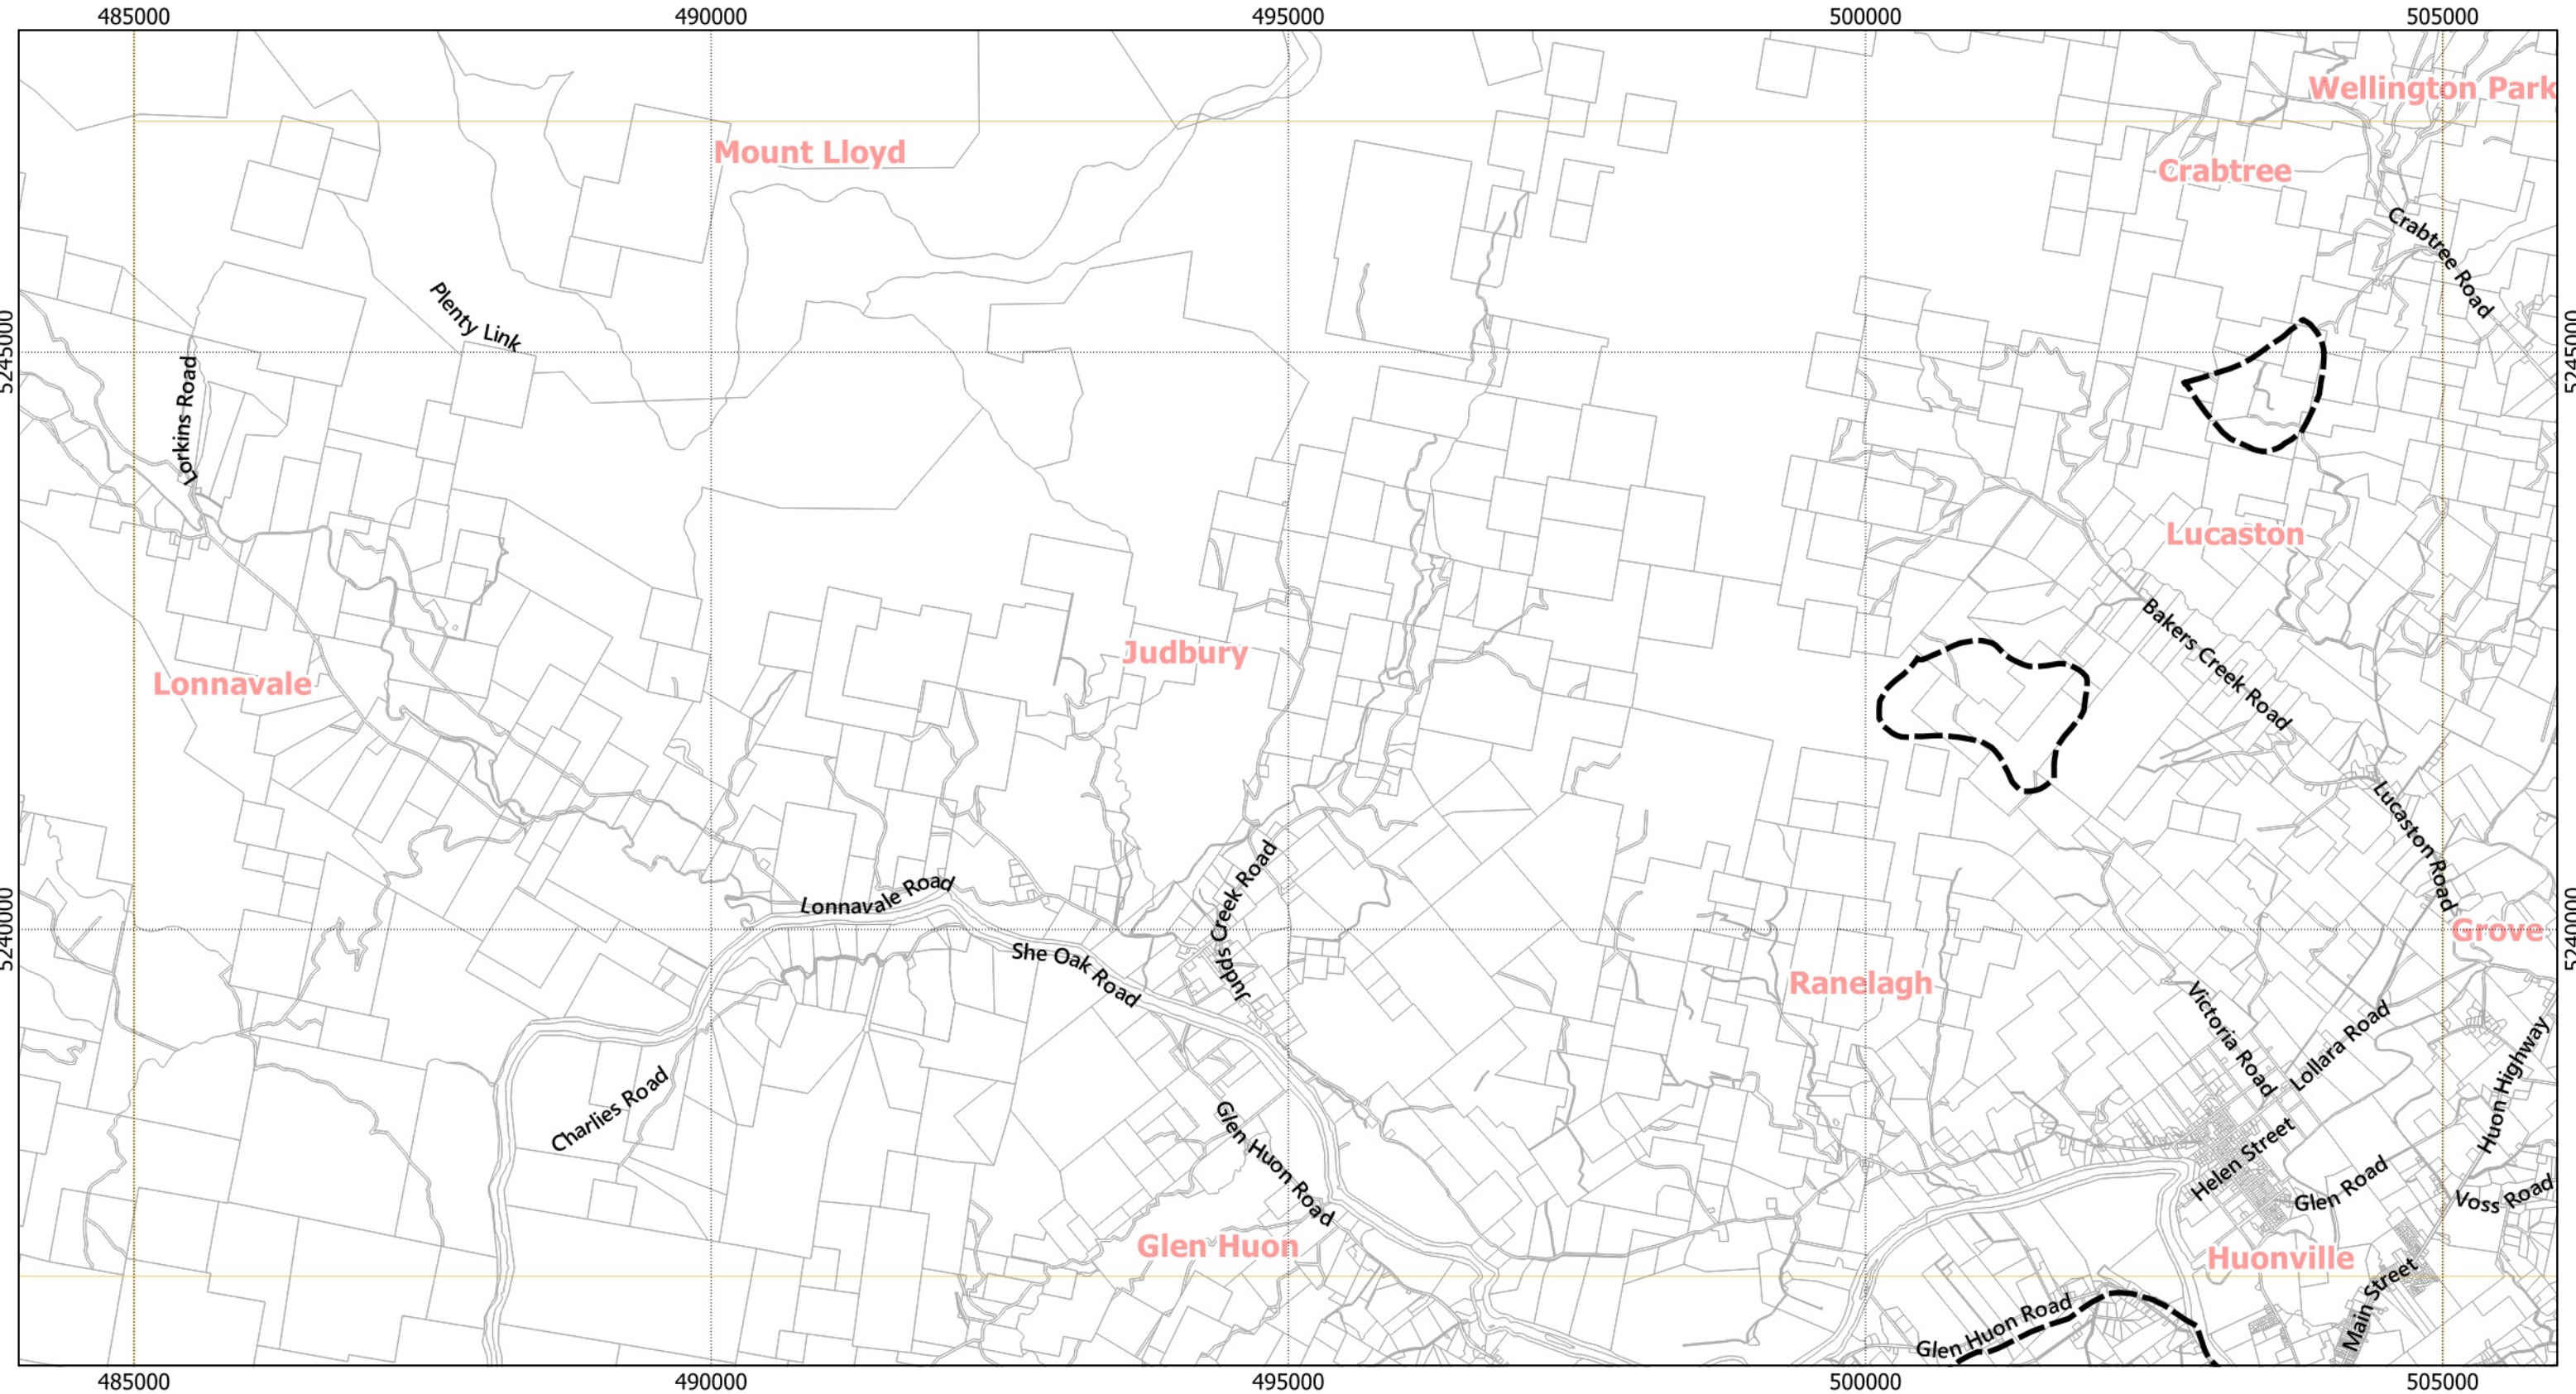 485000
490000
495000
500000
505000
Wellington Park
Mount Lloyd
Crabtree
Crabtree Road
Plenty Link
5245000
5245000
Lorkins Road
Lucaston
Bakers Creek Road
Judbury
Lonnavale
Lucaston Road
Judds Creek Road
Lonnavale Road
5240000
5240000
Grove
She Oak Road
Ranelagh
Victoria Road
Lollara Road
Huon Highway
Charlies Road
Glen Huon Road
Helen Street
Glen Road
Voss Road
Glen Huon
Huonville
Main Street
Glen Huon Road
485000
490000
495000
500000
505000